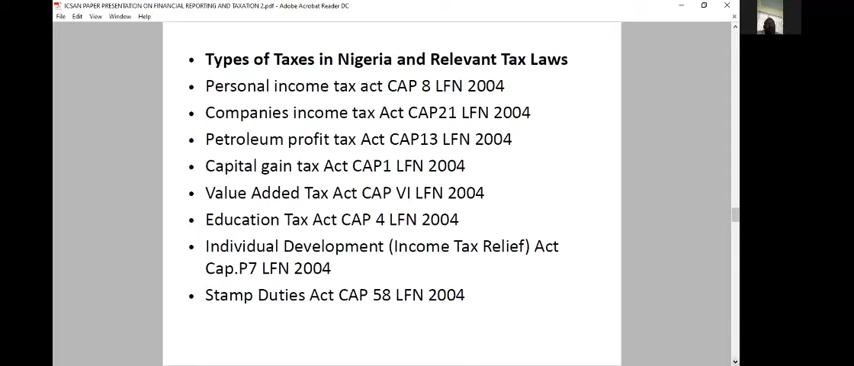 ICSAN PAPER PRESENTATION ON FINANCIAL REPORTING AND TAXATION 2.pdf - Adobe Acrobat Reader DC
File Edit View Window Help
• Types of Taxes in Nigeria and Relevant Tax Laws
• Personal income tax act CAP 8 LFN 2004
• Companies income tax Act CAP21 LFN 2004
• Petroleum profit tax Act CAP13 LFN 2004
• Capital gain tax Act CAP1 LFN 2004
• Value Added Tax Act CAP VI LFN 2004
• Education Tax Act CAP 4 LFN 2004
• Individual Development (Income Tax Relief) Act
Cap.P7 LFN 2004
• Stamp Duties Act CAP 58 LFN 2004